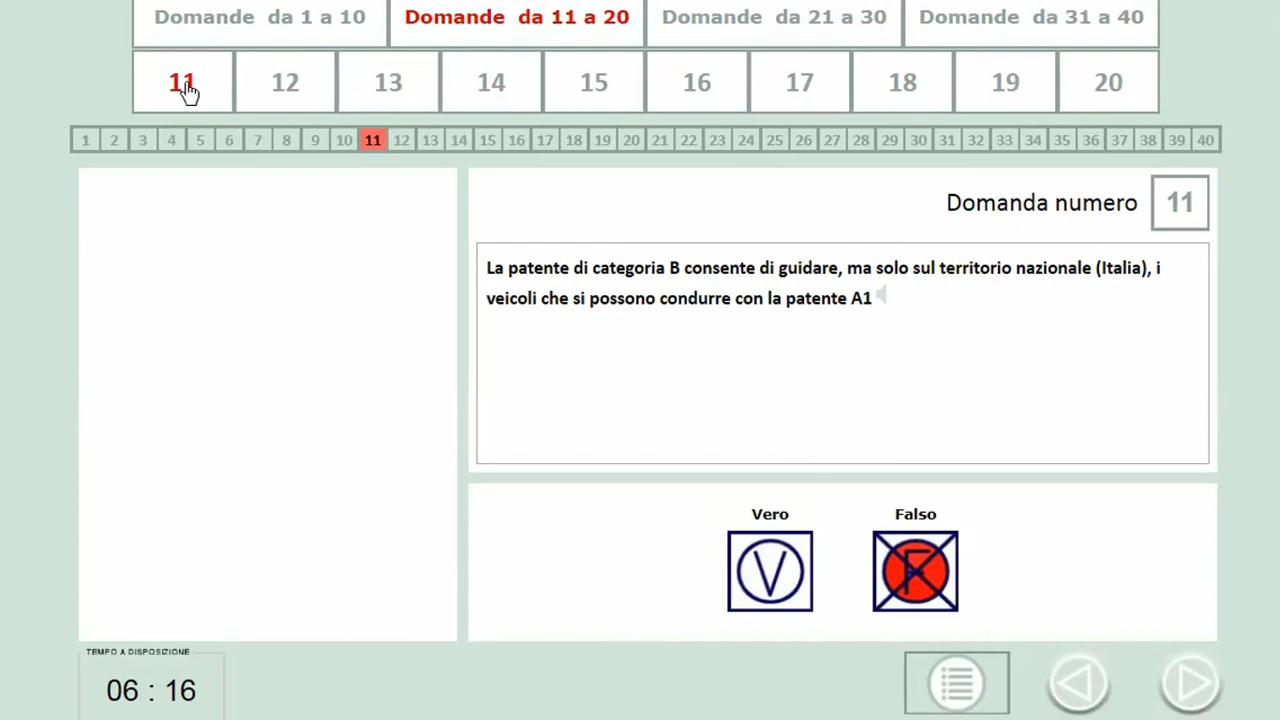 Domande da 1 a 10
Domande da 11 a 20
Domande da 21 a 30
Domande da 31 a 40
11 12 13 14 15 16 17 18 19 20
1 2 3 4 5 6 7 8 9 10 11 12 13 14 15 16 17 18 19 20 21 22 23 24 25 26 27 28 29 30 31 32 33 34 35 36 37 38 39 40
Domanda numero 11
La patente di categoria B consente di guidare, ma solo sul territorio nazionale (Italia), i
veicoli che si possono condurre con la patente A1
Vero Falso
V F
TEMPO A DISPOSIZIONE
06 : 16